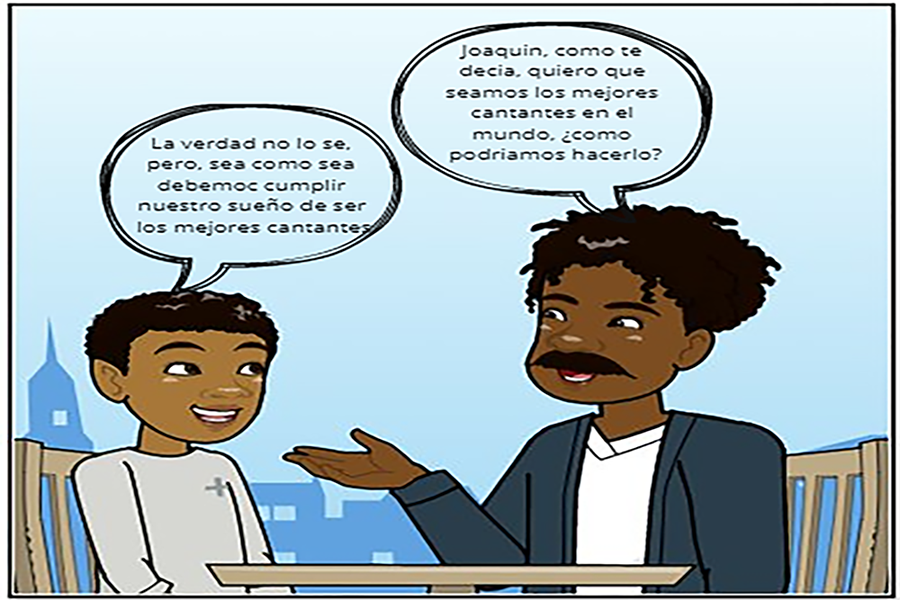 Joaquin, como te
decia, quiero que
seamos los mejores
cantantes en el
mundo, ¿como
podriamos hacerlo?
La verdad no lo se,
pero, sea como sea
debemoc cumplir
nuestro sueño de ser
los mejores cantantes